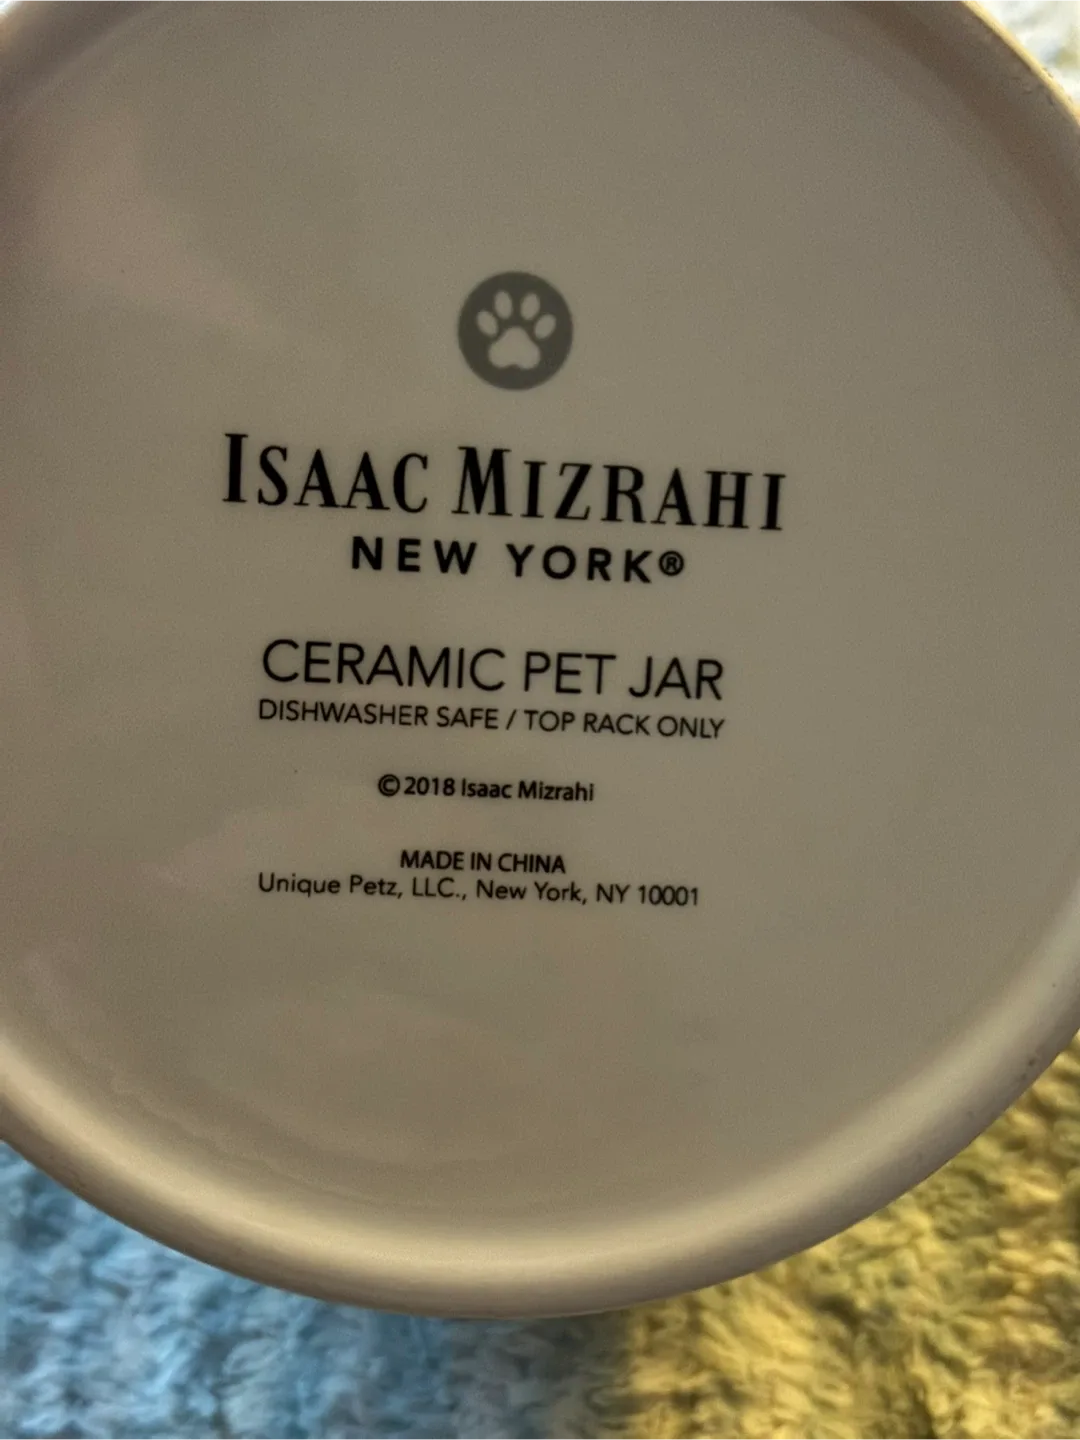 ISAAC MIZRAHI
NEW YORK®
CERAMIC PET JAR
DISHWASHER SAFE / TOP RACK ONLY
©2018 Isaac Mizrahi
MADE IN CHINA
Unique Petz, LLC., New York, NY 10001